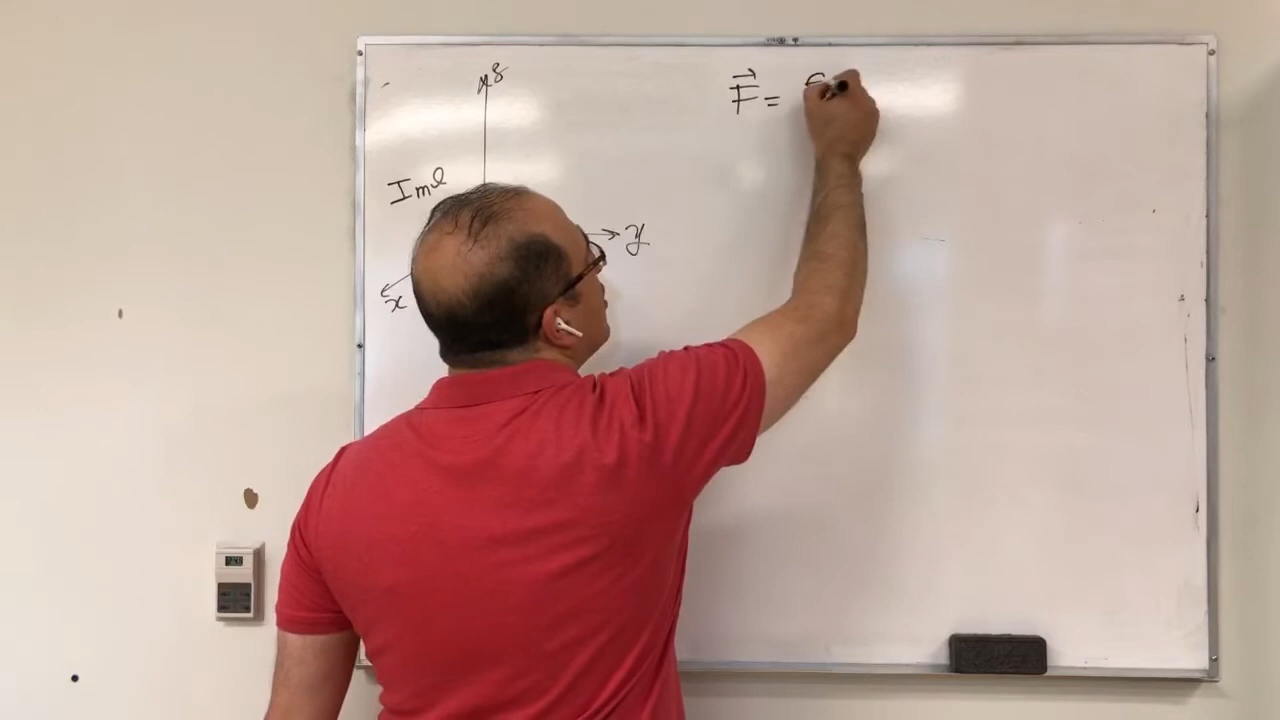 z
F⃗ =
Iml
y
x